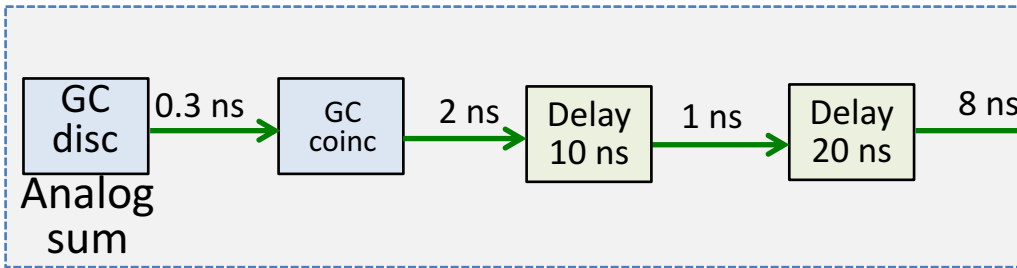 GC
disc
Analog
sum
0.3 ns
GC
coinc
2 ns
Delay
10 ns
1 ns
Delay
20 ns
8 ns